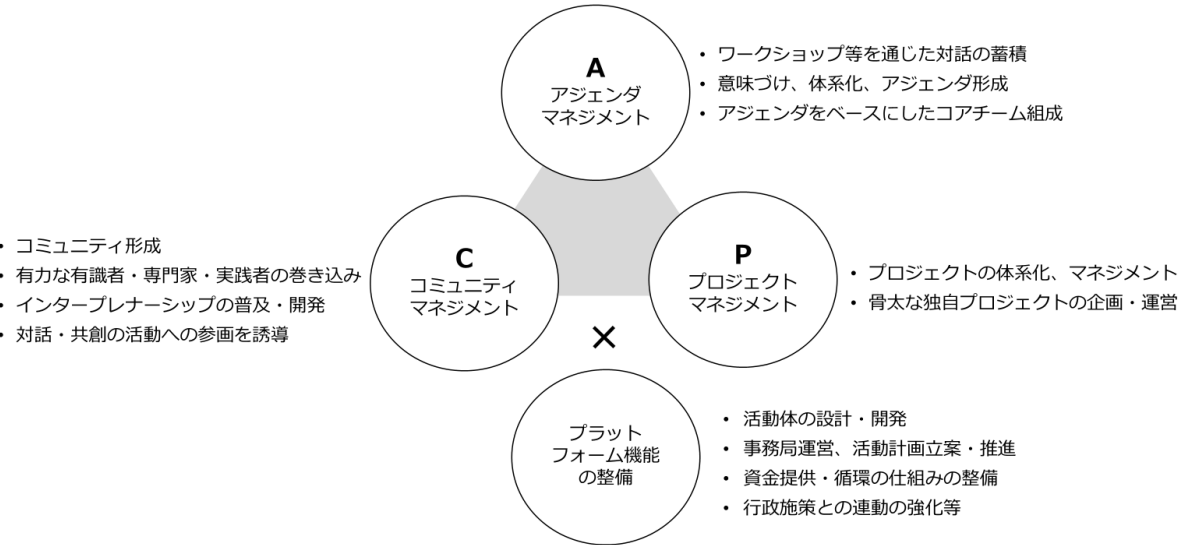 A
アジェンダ
マネジメント
• ワークショップ等を通じた対話の蓄積
• 意味づけ、体系化、アジェンダ形成
• アジェンダをベースにしたコアチーム組成
C
コミュニティ
マネジメント
• コミュニティ形成
• 有力な有識者・専門家・実践者の巻き込み
• インタープレナーシップの普及・開発
• 対話・共創の活動への参画を誘導
P
プロジェクト
マネジメント
• プロジェクトの体系化、マネジメント
• 骨太な独自プロジェクトの企画・運営
×
プラット
フォーム機能
の整備
• 活動体の設計・開発
• 事務局運営、活動計画立案・推進
• 資金提供・循環の仕組みの整備
• 行政施策との連動の強化等